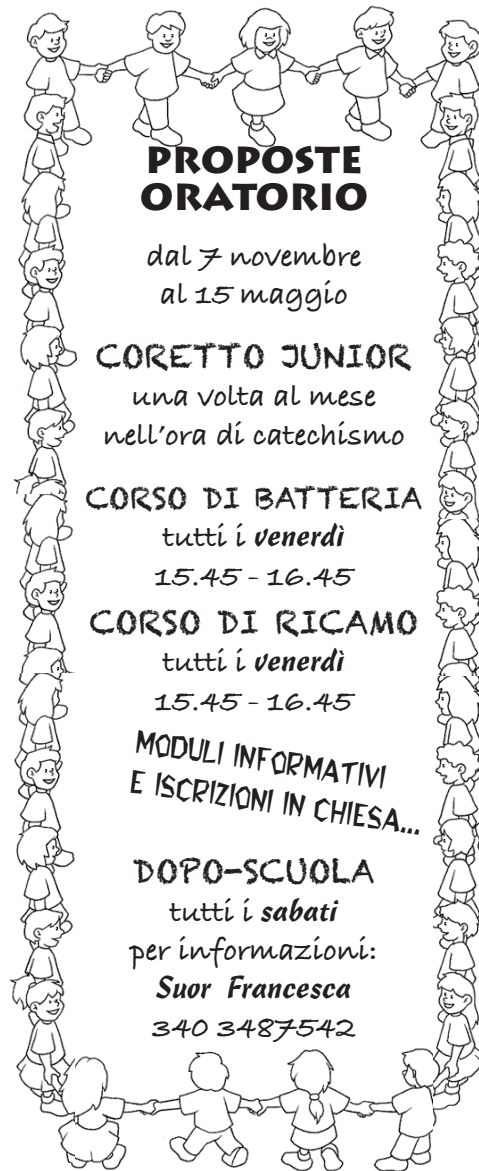 PROPOSTE
ORATORIO
dal 7 novembre
al 15 maggio
CORETTO JUNIOR
una volta al mese
nell'ora di catechismo
CORSO DI BATTERIA
tutti i venerdì
15.45 - 16.45
CORSO DI RICAMO
tutti i venerdì
15.45 - 16.45
MODULI INFORMATIVI
E ISCRIZIONI IN CHIESA...
DOPO-SCUOLA
tutti i sabati
per informazioni:
Suor Francesca
340 3487542